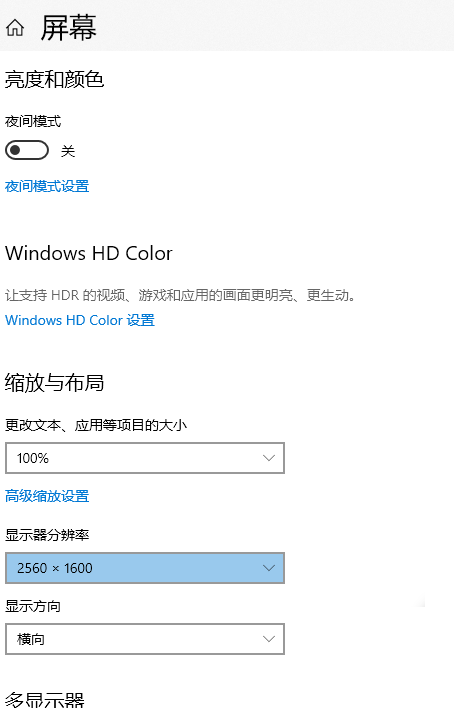 屏幕
亮度和颜色
夜间模式
关
夜间模式设置
Windows HD Color
让支持 HDR 的视频、游戏和应用的画面更明亮、更生动。
Windows HD Color 设置
缩放与布局
更改文本、应用等项目的大小
100%
高级缩放设置
显示器分辨率
2560 × 1600
显示方向
横向
多显示器